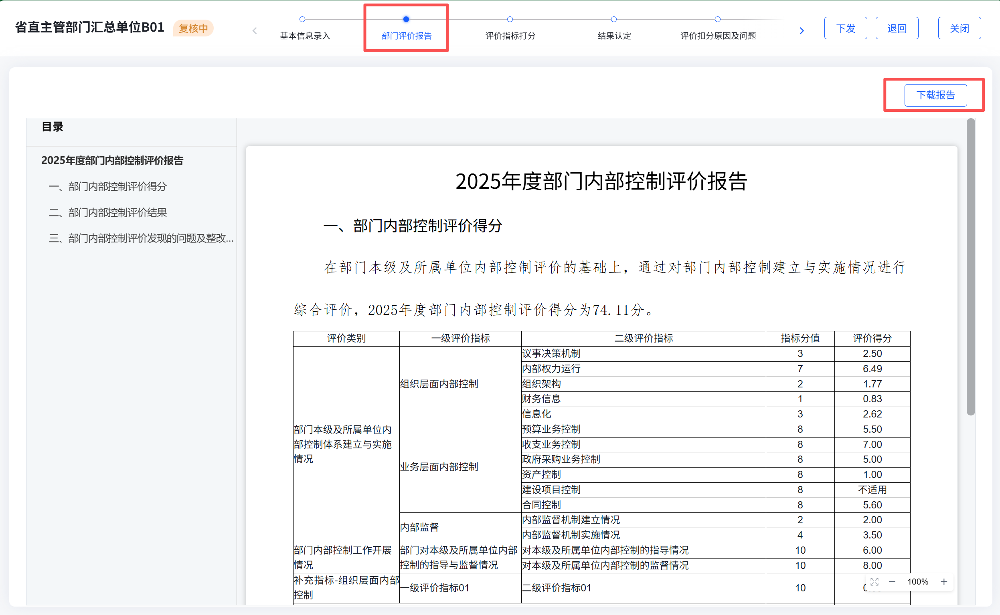 省直主管部门汇总单位B01
复核中
基本信息录入
部门评价报告
评价指标打分
结果认定
评价扣分原因及问题
下发
退回
关闭
下载报告
目录
2025年度部门内部控制评价报告
一、部门内部控制评价得分
二、部门内部控制评价结果
三、部门内部控制评价发现的问题及整改...
2025年度部门内部控制评价报告
一、部门内部控制评价得分
在部门本级及所属单位内部控制评价的基础上，通过对部门内部控制建立与实施情况进行
综合评价，2025年度部门内部控制评价得分为74.11分。
评价类别 一级评价指标 二级评价指标 指标分值 评价得分
部门本级及所属单位内
部控制体系建立与实施
情况
组织层面内部控制
议事决策机制 3 2.50
内部权力运行 7 6.49
组织架构 2 1.77
财务信息 1 0.83
信息化 3 2.62
业务层面内部控制
预算业务控制 8 5.50
收支业务控制 8 7.00
政府采购业务控制 8 5.00
资产控制 8 1.00
建设项目控制 8 不适用
合同控制 8 5.60
内部监督
内部监督机制建立情况 2 2.00
内部监督机制实施情况 4 3.50
部门内部控制工作开展
情况
部门对本级及所属单位内部
控制的指导与监督情况
对本级及所属单位内部控制的指导情况 10 6.00
对本级及所属单位内部控制的监督情况 10 8.00
补充指标-组织层面内部
控制
一级评价指标01 二级评价指标01 10
100%